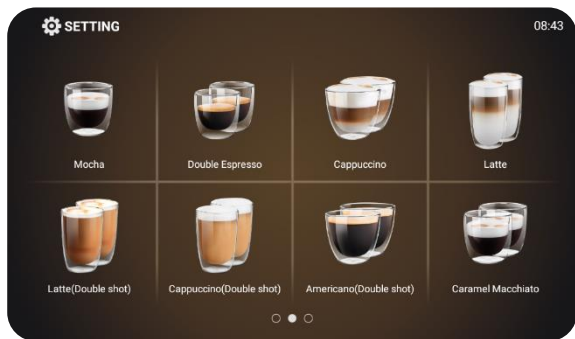 SETTING
08:43
Mocha
Double Espresso
Cappuccino
Latte
Latte(Double shot)
Cappuccino(Double shot)
Americano(Double shot)
Caramel Macchiato